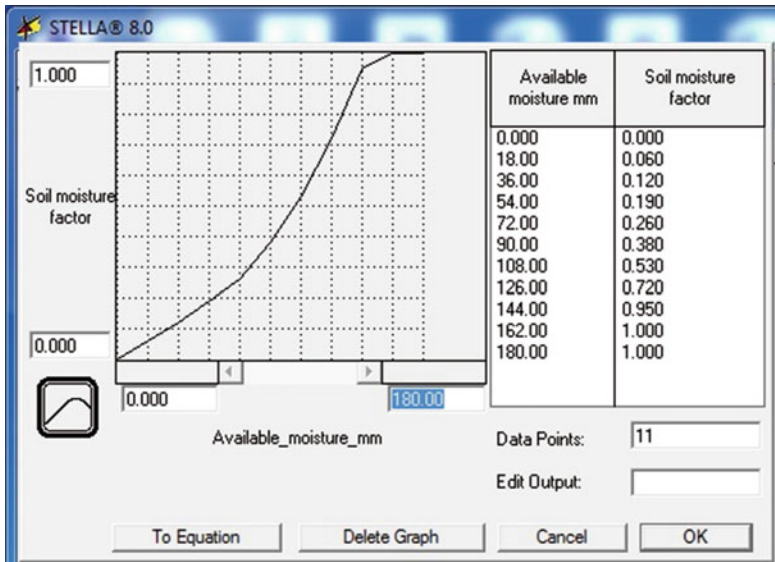 STELLA® 8.0
1.000
Soil moisture
factor
0.000
0.000
180.00
Available_moisture_mm
Available
moisture mm
Soil moisture
factor
0.000 0.000
18.00 0.060
36.00 0.120
54.00 0.190
72.00 0.260
90.00 0.380
108.00 0.530
126.00 0.720
144.00 0.950
162.00 1.000
180.00 1.000
Data Points: 11
Edit Output:
To Equation
Delete Graph
Cancel
OK